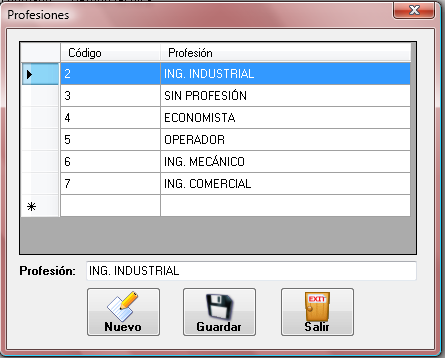 Profesiones
Código Profesión
2 ING. INDUSTRIAL
3 SIN PROFESIÓN
4 ECONOMISTA
5 OPERADOR
6 ING. MECÁNICO
7 ING. COMERCIAL
Profesión: ING. INDUSTRIAL
EXIT
Nuevo Guardar Salir